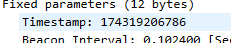 Fixed parameters (12 bytes)
Timestamp: 174319206786
Beacon Interval: 0.102400 [Sec